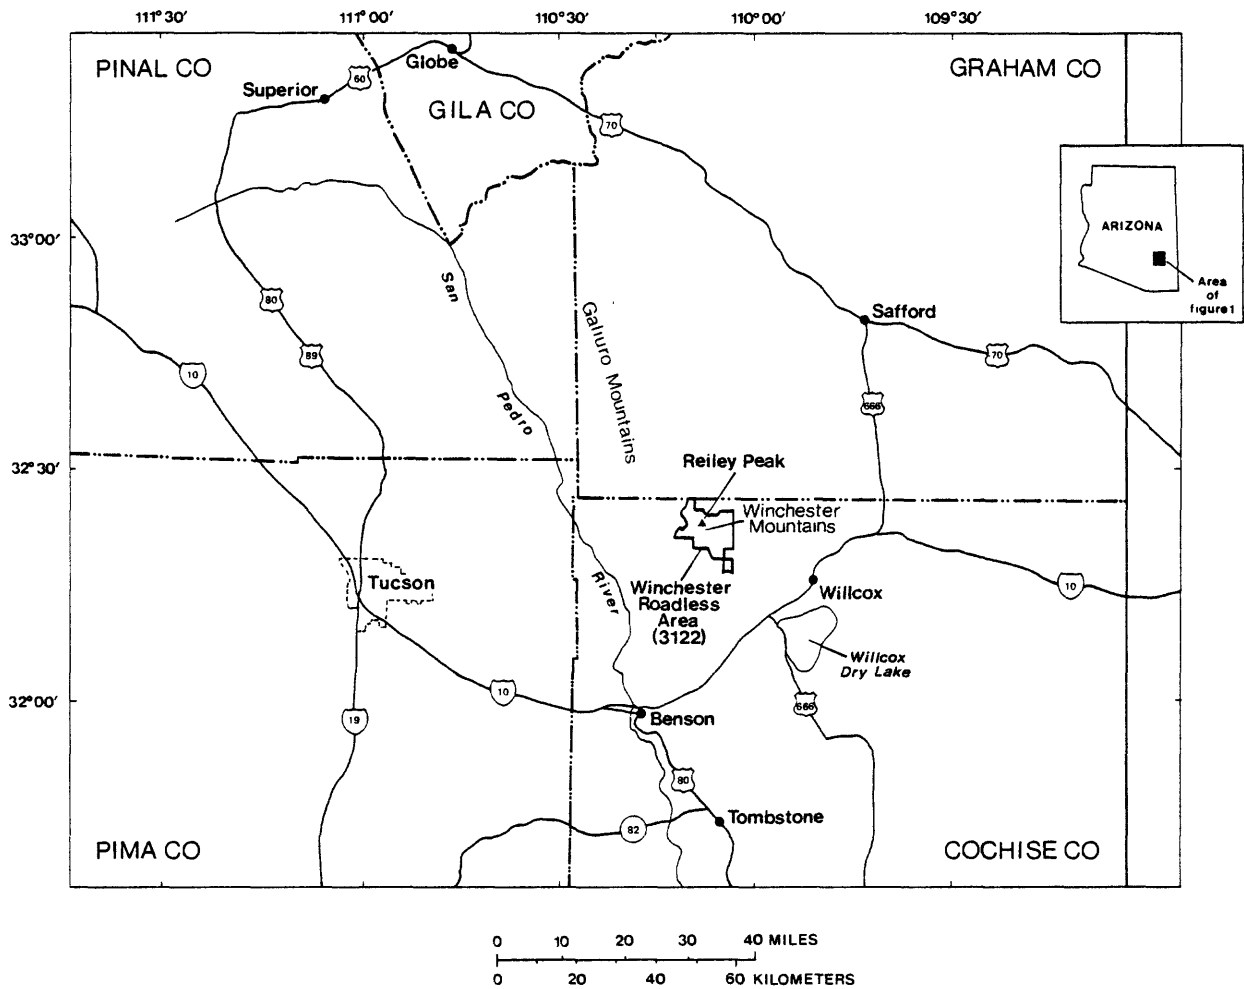 111°30′ 111°00′ 110°30′ 110°00′ 109°30′
PINAL CO
GRAHAM CO
Globe
60
Superior
GILA CO
70
ARIZONA
Area
of
figure 1
33°00′
San
80
Galiuro Mountains
Safford
89
70
10
Pedro
666
32°30′
Reiley Peak
Winchester
Mountains
Tucson
River
Winchester
Roadless
Area
(3122)
Willcox
10
Willcox
Dry Lake
32°00′
10
666
19
Benson
80
Tombstone
82
PIMA CO
COCHISE CO
0 10 20 30 40 MILES
0 20 40 60 KILOMETERS